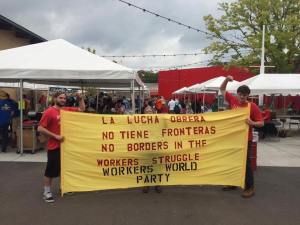 LA LUCHA OBRERA
NO TIENE FRONTERAS
NO BORDERS IN THE
WORKERS STRUGGLE
WORKERS WORLD
PARTY